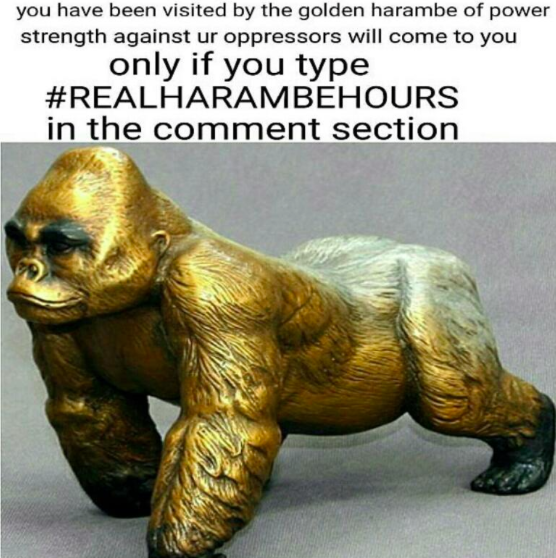 you have been visited by the golden harambe of power
strength against ur oppressors will come to you
only if you type
#REALHARAMBEHOURS
in the comment section